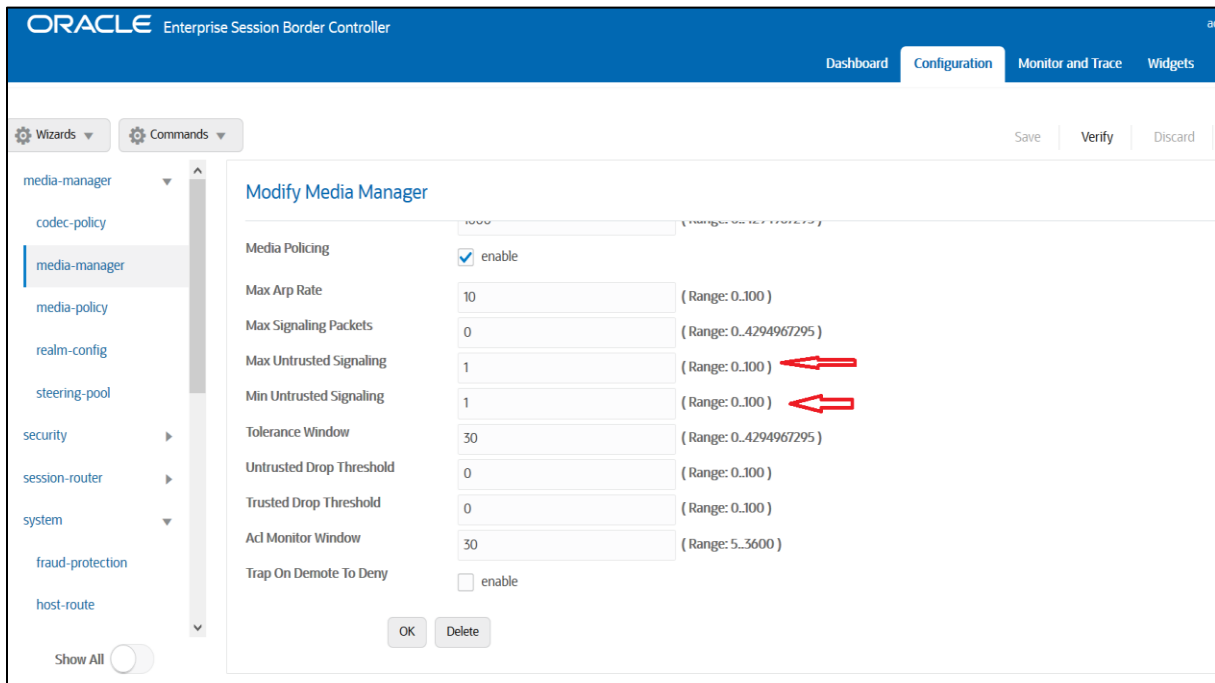 ORACLE Enterprise Session Border Controller
Dashboard Configuration Monitor and Trace Widgets
Wizards Commands
Save Verify Discard
media-manager
codec-policy
media-manager
media-policy
realm-config
steering-pool
security
session-router
system
fraud-protection
host-route
Show All
Modify Media Manager
Media Policing enable
Max Arp Rate 10 ( Range: 0..100 )
Max Signaling Packets 0 ( Range: 0..4294967295 )
Max Untrusted Signaling 1 ( Range: 0..100 )
Min Untrusted Signaling 1 ( Range: 0..100 )
Tolerance Window 30 ( Range: 0..4294967295 )
Untrusted Drop Threshold 0 ( Range: 0..100 )
Trusted Drop Threshold 0 ( Range: 0..100 )
Acl Monitor Window 30 ( Range: 5..3600 )
Trap On Demote To Deny enable
OK Delete